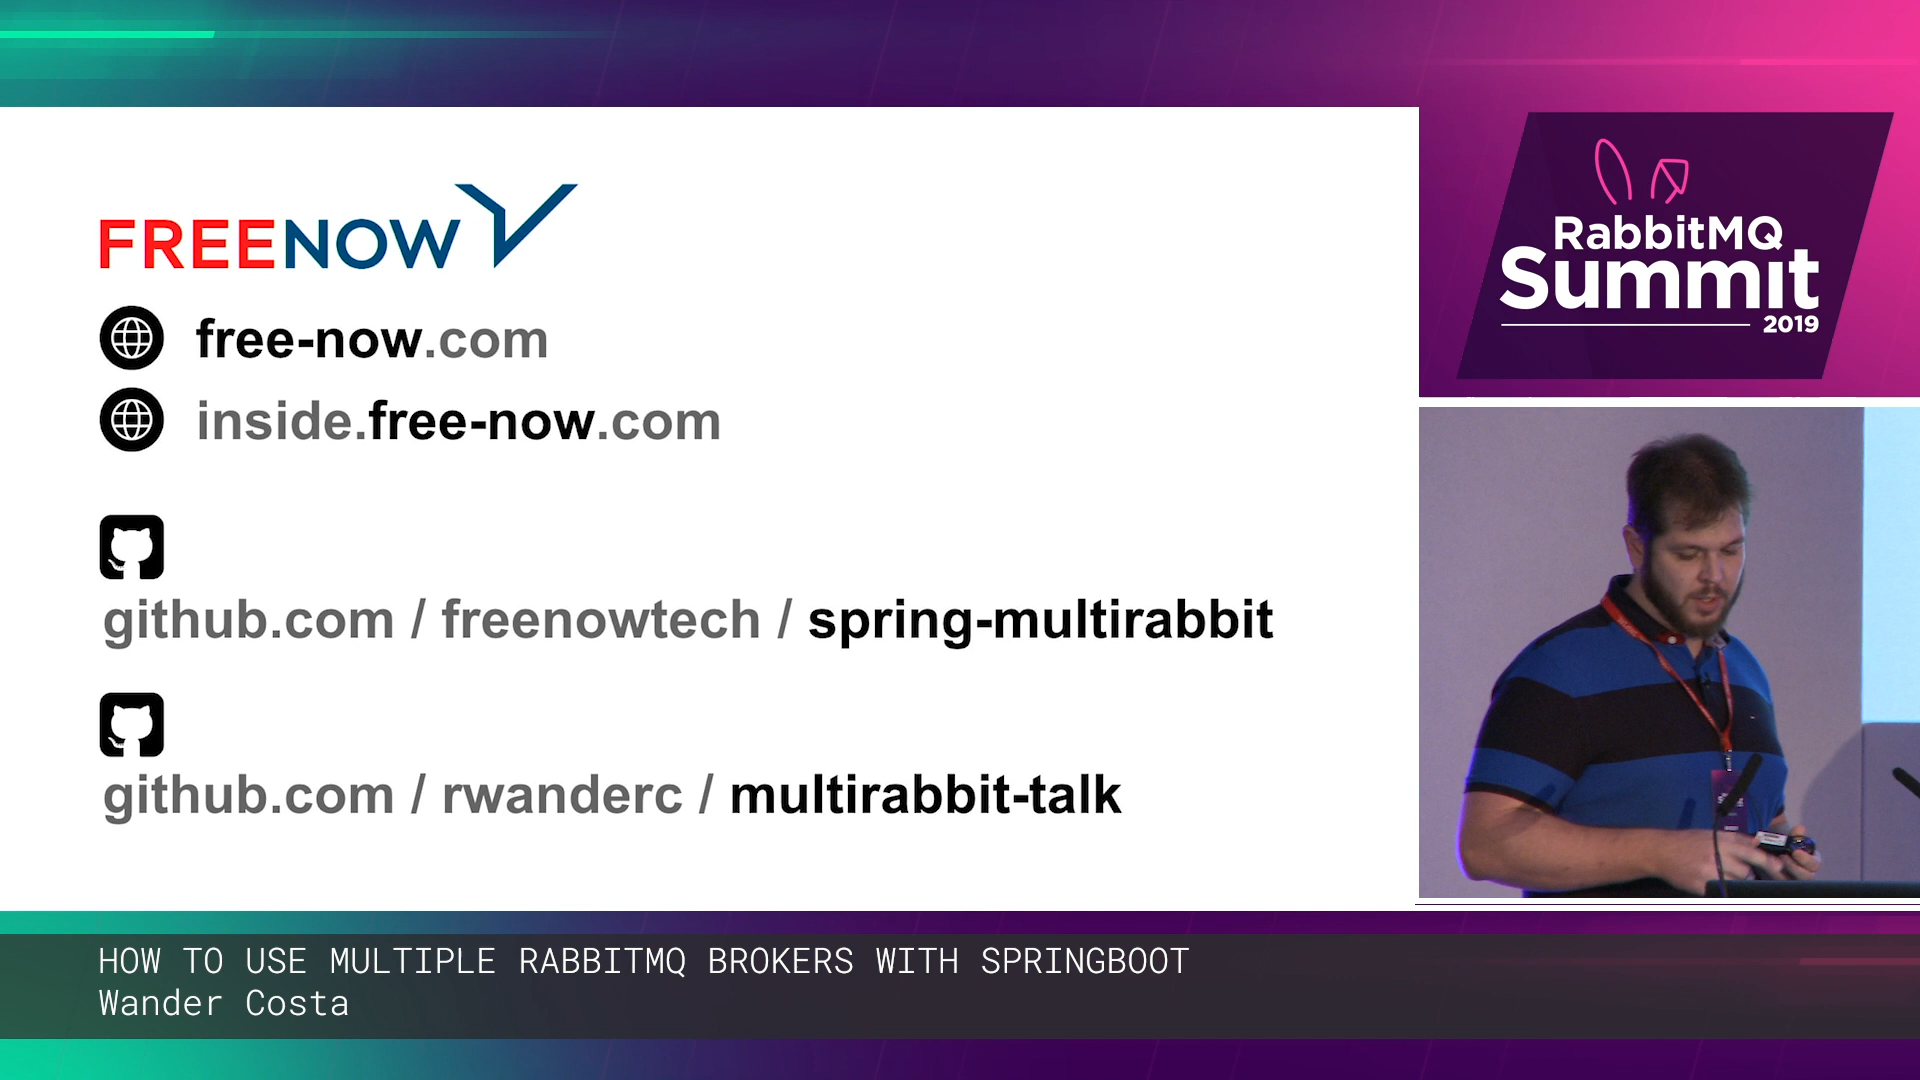 FREENOW
free-now.com
inside.free-now.com
github.com / freenowtech / spring-multirabbit
github.com / rwanderc / multirabbit-talk
RabbitMQ
Summit
2019
HOW TO USE MULTIPLE RABBITMQ BROKERS WITH SPRINGBOOT
Wander Costa